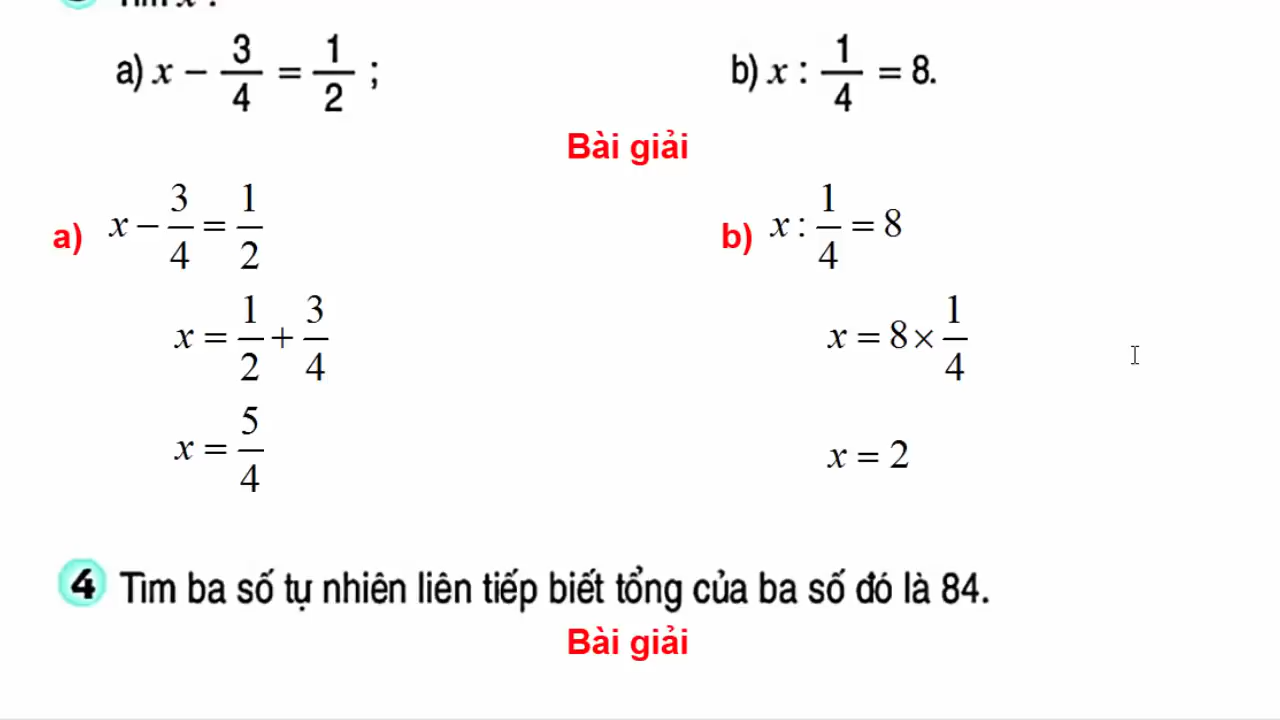 Tìm x :
a) x − 3/4 = 1/2 ;
b) x : 1/4 = 8.
Bài giải
a) x − 3/4 = 1/2
x = 1/2 + 3/4
x = 5/4
b) x : 1/4 = 8
x = 8 × 1/4
x = 2
4 Tìm ba số tự nhiên liên tiếp biết tổng của ba số đó là 84.
Bài giải